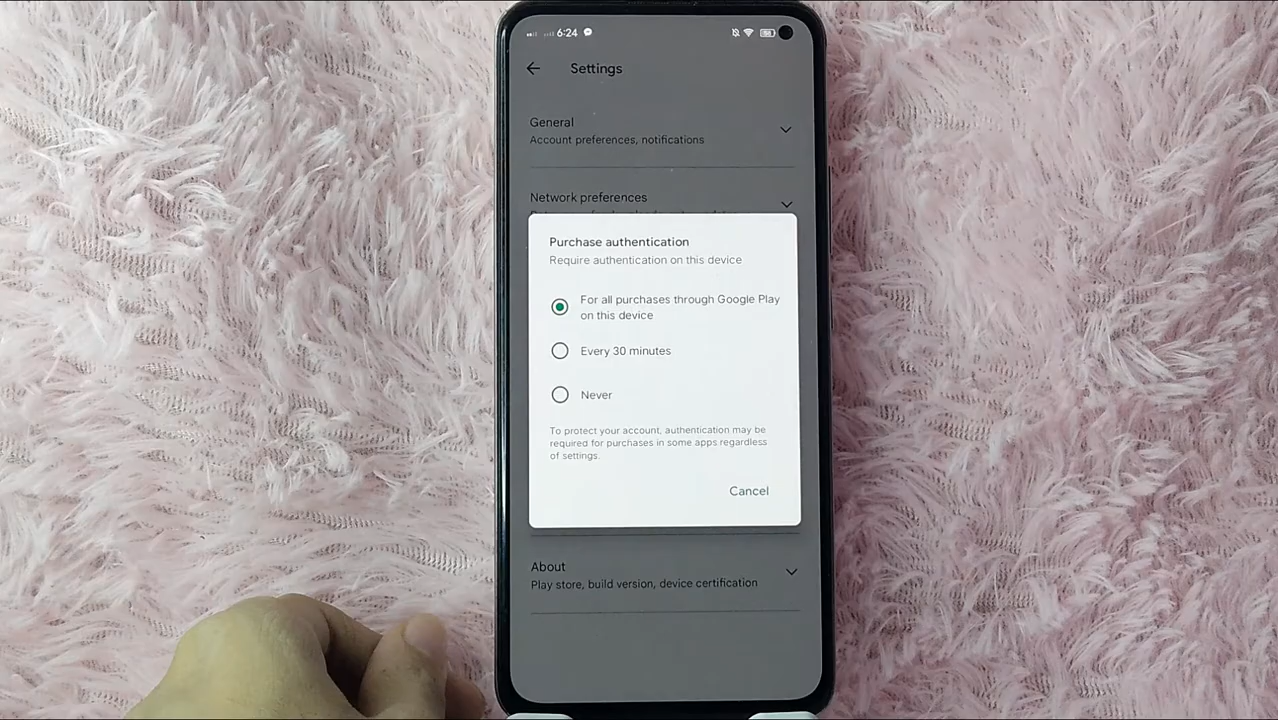 6:24
Settings
General
Account preferences, notifications
Network preferences
Purchase authentication
Require authentication on this device
For all purchases through Google Play
on this device
Every 30 minutes
Never
To protect your account, authentication may be
required for purchases in some apps regardless
of settings.
Cancel
About
Play store, build version, device certification